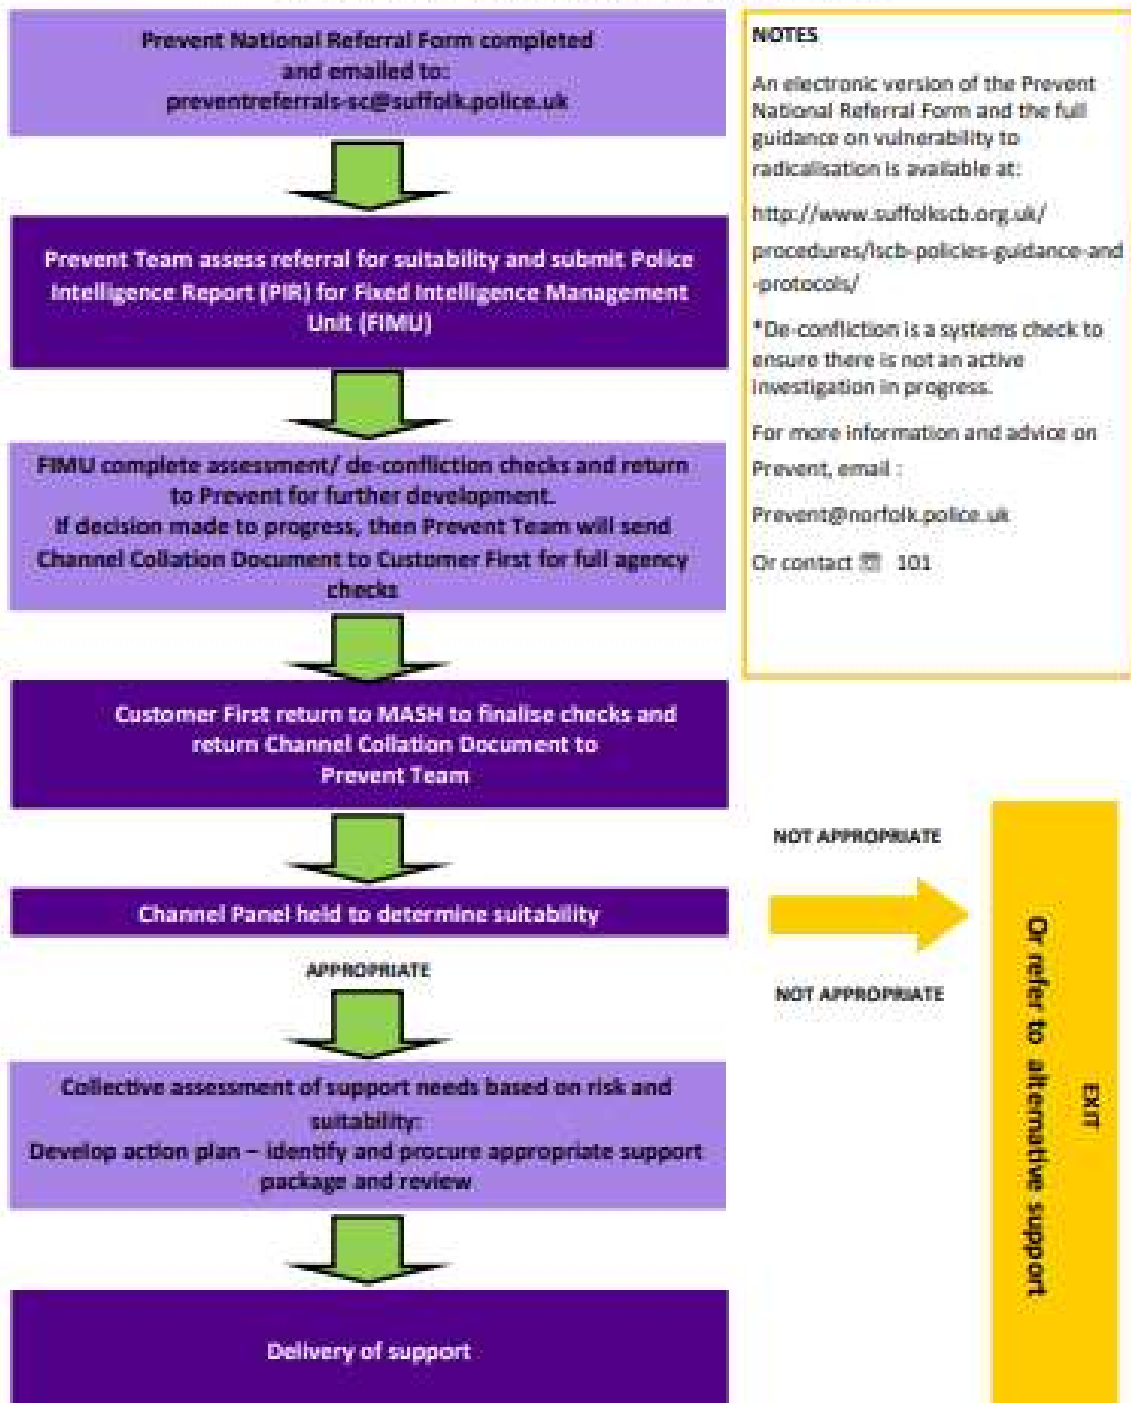 Prevent National Referral Form completed
and emailed to:
preventreferrals-sc@suffolk.police.uk
Prevent Team assess referral for suitability and submit Police
Intelligence Report (PIR) for Fixed Intelligence Management
Unit (FIMU)
FIMU complete assessment/ de-confliction checks and return
to Prevent for further development.
If decision made to progress, then Prevent Team will send
Channel Collation Document to Customer First for full agency
checks
Customer First return to MASH to finalise checks and
return Channel Collation Document to
Prevent Team
Channel Panel held to determine suitability
APPROPRIATE
Collective assessment of support needs based on risk and
suitability:
Develop action plan – identify and procure appropriate support
package and review
Delivery of support
NOTES
An electronic version of the Prevent
National Referral Form and the full
guidance on vulnerability to
radicalisation is available at:
http://www.suffolkscb.org.uk/
procedures/lscb-policies-guidance-and
-protocols/
*De-confliction is a systems check to
ensure there is not an active
investigation in progress.
For more information and advice on
Prevent, email :
Prevent@norfolk.police.uk
Or contact ☏ 101
NOT APPROPRIATE
NOT APPROPRIATE
EXIT
Or refer to alternative support